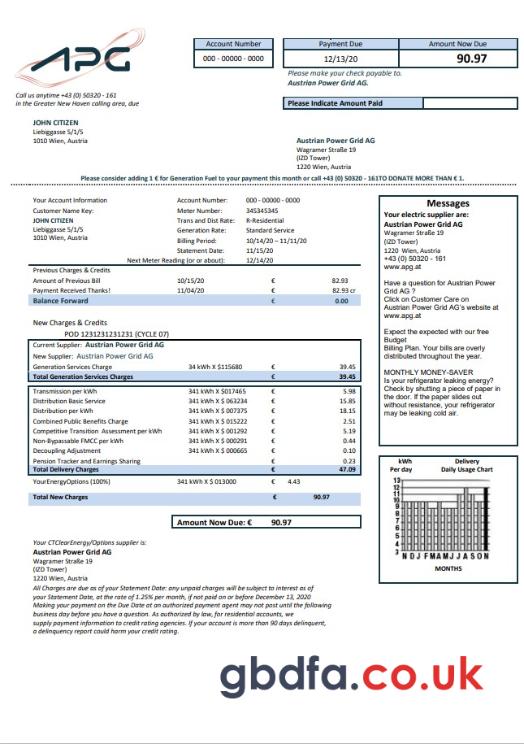 APG
Call us anytime +43 (0) 50320 - 161
in the Greater New Haven calling area, due
Account Number
000 - 00000 - 0000
Payment Due
Amount Now Due
12/13/20
90.97
Please make your check payable to.
Austrian Power Grid AG.
Please Indicate Amount Paid
JOHN CITIZEN
Liebiggasse 5/1/5
1010 Wien, Austria
Austrian Power Grid AG
Wagramer Straße 19
(IZD Tower)
1220 Wien, Austria
Please consider adding 1 € for Generation Fuel to your payment this month or call +43 (0) 50320 - 161TO DONATE MORE THAN € 1.
Your Account Information
Customer Name Key:
JOHN CITIZEN
Liebiggasse 5/1/5
1010 Wien, Austria
Account Number: 000 - 00000 - 0000
Meter Number: 345345345
Trans and Dist Rate: R-Residential
Generation Rate: Standard Service
Billing Period: 10/14/20 – 11/11/20
Statement Date: 11/15/20
Next Meter Reading (or or about): 12/14/20
Previous Charges & Credits
Amount of Previous Bill 10/15/20 € 82.93
Payment Received Thanks! 11/04/20 € 82.93 cr
Balance Forward € 0.00
New Charges & Credits
POD 1231231231231 (CYCLE 07)
Current Supplier: Austrian Power Grid AG
New Supplier: Austrian Power Grid AG
Generation Services Charge 34 kWH X $115680 € 39.45
Total Generation Services Charges € 39.45
Transmission per kWh 341 kWH X $017465 € 5.98
Distribution Basic Service 341 kWH X $ 063234 € 15.85
Distribution per kWh 341 kWH X $ 007375 € 18.15
Combined Public Benefits Charge 341 kWH X $ 015222 € 2.51
Competitive Transition Assessment per kWh 341 kWH X $ 001292 € 5.19
Non-Bypassable FMCC per kWh 341 kWH X $ 000291 € 0.44
Decoupling Adjustment 341 kWH X $ 000665 € 0.10
Pension Tracker and Earnings Sharing € 0.23
Total Delivery Charges € 47.09
YourEnergyOptions (100%) 341 kWH X $ 013000 € 4.43
Total New Charges € 90.97
Amount Now Due: € 90.97
Your CTClearEnergy/Options supplier is:
Austrian Power Grid AG
Wagramer Straße 19
(IZD Tower)
1220 Wien, Austria
All Charges are due as of your Statement Date: any unpaid charges will be subject to interest as of
your Statement Date, at the rate of 1.25% per month, if not paid on or before December 13, 2020
Making your payment on the Due Date at an authorized payment agent may not post until the following
business day before you have a question. As authorized by law, for residential accounts, we
supply payment information to credit rating agencies. If your account is more than 90 days delinquent,
a delinquency report could harm your credit rating.
Messages
Your electric supplier are:
Austrian Power Grid AG
Wagramer Straße 19
(IZD Tower)
1220 Wien, Austria
+43 (0) 50320 - 161
www.apg.at
Have a question for Austrian Power
Grid AG ?
Click on Customer Care on
Austrian Power Grid AG's website at
www.apg.at
Expect the expected with our free
Budget
Billing Plan. Your bills are overly
distributed throughout the year.
MONTHLY MONEY-SAVER
Is your refrigerator leaking energy?
Check by shutting a piece of paper in
the door. If the paper slides out
without resistance, your refrigerator
may be leaking cold air.
kWh
Per day
Delivery
Daily Usage Chart
13
12
11
10
9
8
7
6
5
4
3
N D J F M A M J J A S O N
MONTHS
gbdfa.co.uk